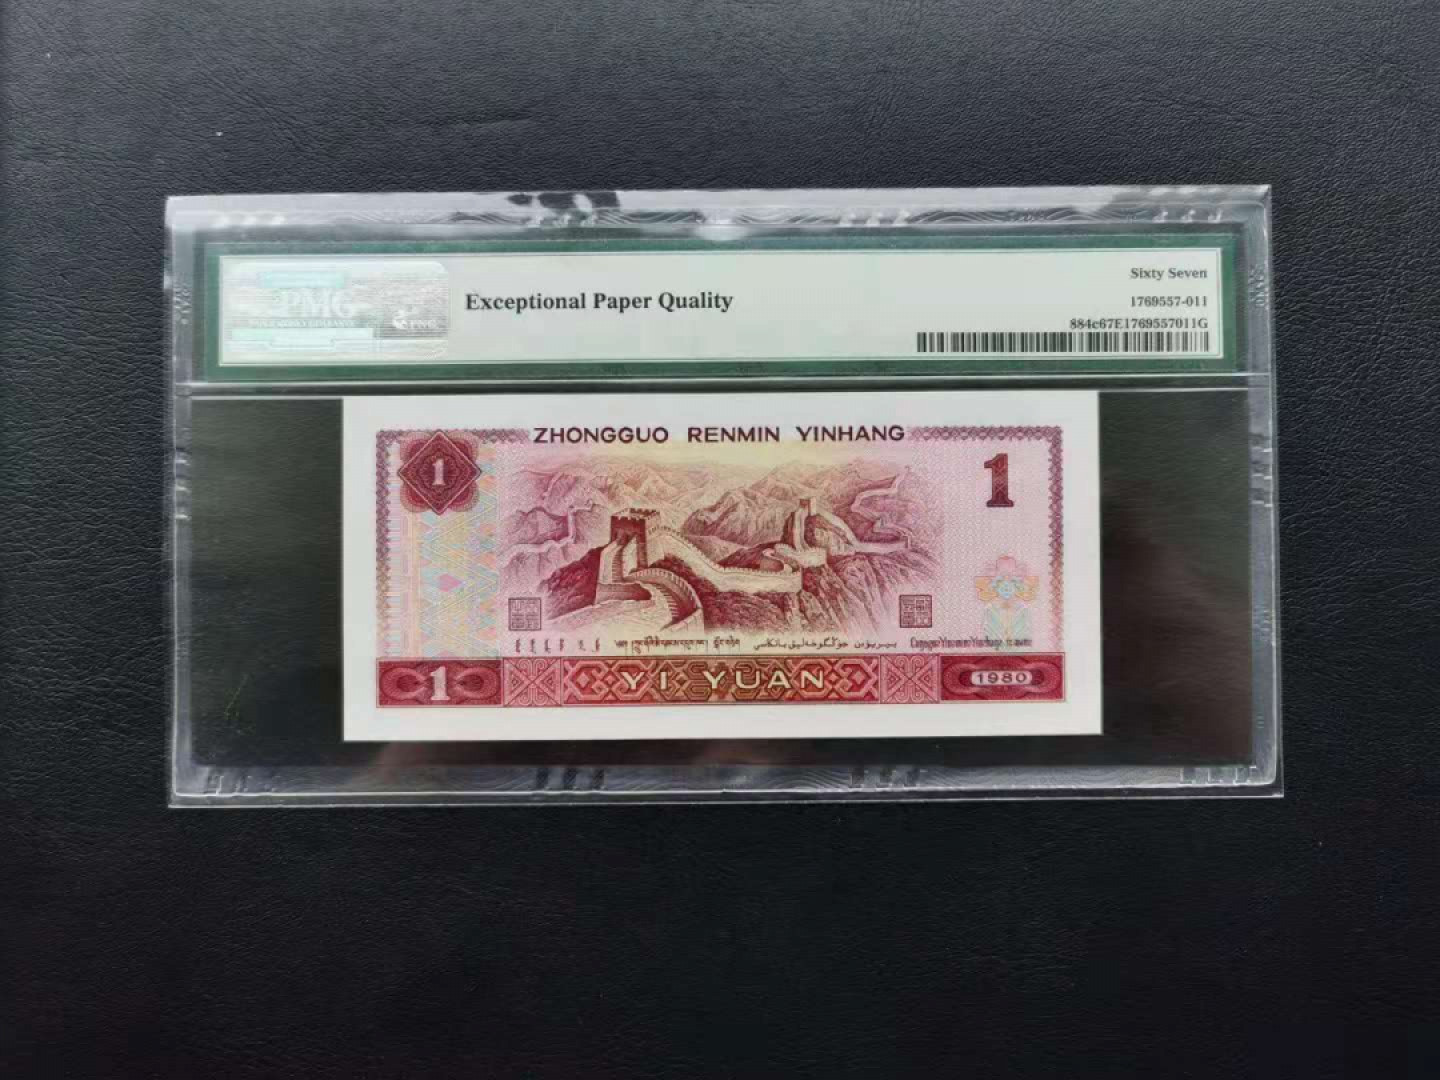 PMG
Exceptional Paper Quality
Sixty Seven
1769557-011
884c67E1769557011G
ZHONGGUO RENMIN YINHANG
1
1
1
YI YUAN
1980